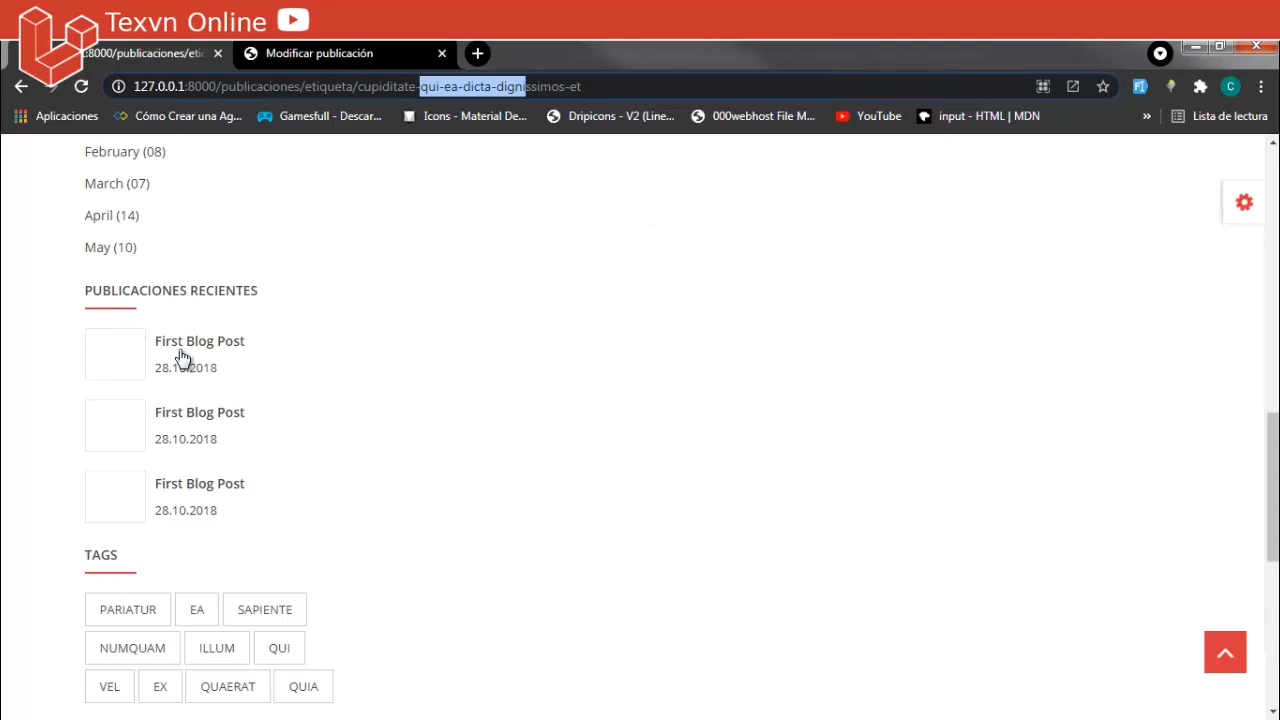 Texvn Online
:8000/publicaciones/eti
Modificar publicación
127.0.0.1:8000/publicaciones/etiqueta/cupiditate-qui-ea-dicta-dignissimos-et
Aplicaciones
Cómo Crear una Ag...
Gamesfull - Descar...
Icons - Material De...
Dripicons - V2 (Line...
000webhost File M...
YouTube
input - HTML | MDN
»
Lista de lectura
February (08)
March (07)
April (14)
May (10)
PUBLICACIONES RECIENTES
First Blog Post
28.10.2018
First Blog Post
28.10.2018
First Blog Post
28.10.2018
TAGS
PARIATUR EA SAPIENTE
NUMQUAM ILLUM QUI
VEL EX QUAERAT QUIA